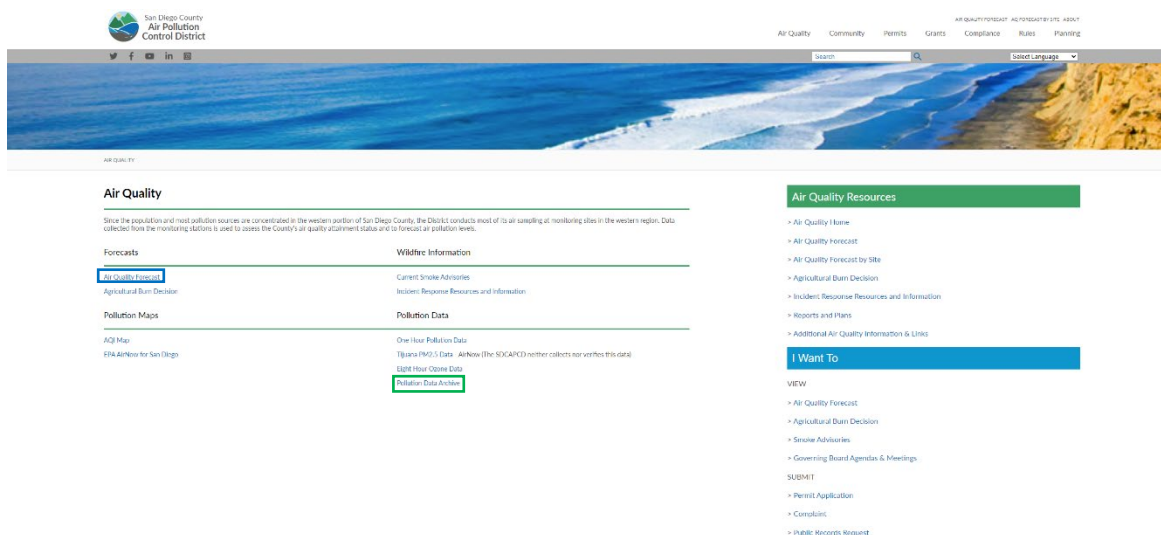 San Diego County
Air Pollution
Control District
AIR QUALITY FORECAST AQ FORECAST BY SITE ABOUT
Air Quality Community Permits Grants Compliance Rules Planning
Search
Select Language
AIR QUALITY
Air Quality
Since the population and most pollution sources are concentrated in the western portion of San Diego County, the District conducts most of its air sampling at monitoring sites in the western region. Data
collected from the monitoring stations is used to assess the County's air quality attainment status and to forecast air pollution levels.
Forecasts
Air Quality Forecast
Agricultural Burn Decision
Wildfire Information
Current Smoke Advisories
Incident Response Resources and Information
Pollution Maps
AQI Map
EPA AirNow for San Diego
Pollution Data
One Hour Pollution Data
Tijuana PM2.5 Data - AirNow (The SDCAPCD neither collects nor verifies this data)
Eight Hour Ozone Data
Pollution Data Archive
Air Quality Resources
> Air Quality Home
> Air Quality Forecast
> Air Quality Forecast by Site
> Agricultural Burn Decision
> Incident Response Resources and Information
> Reports and Plans
> Additional Air Quality Information & Links
I Want To
VIEW
> Air Quality Forecast
> Agricultural Burn Decision
> Smoke Advisories
> Governing Board Agendas & Meetings
SUBMIT
> Permit Application
> Complaint
> Public Records Request